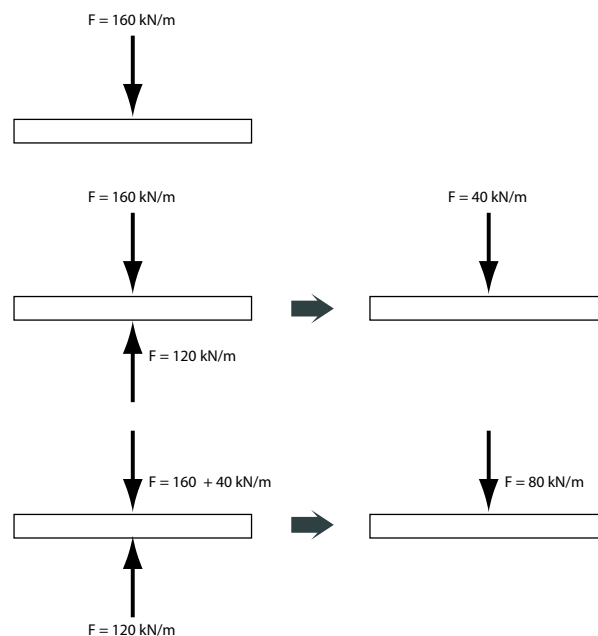 F = 160 kN/m
F = 160 kN/m
F = 40 kN/m
F = 120 kN/m
F = 160 + 40 kN/m
F = 80 kN/m
F = 120 kN/m